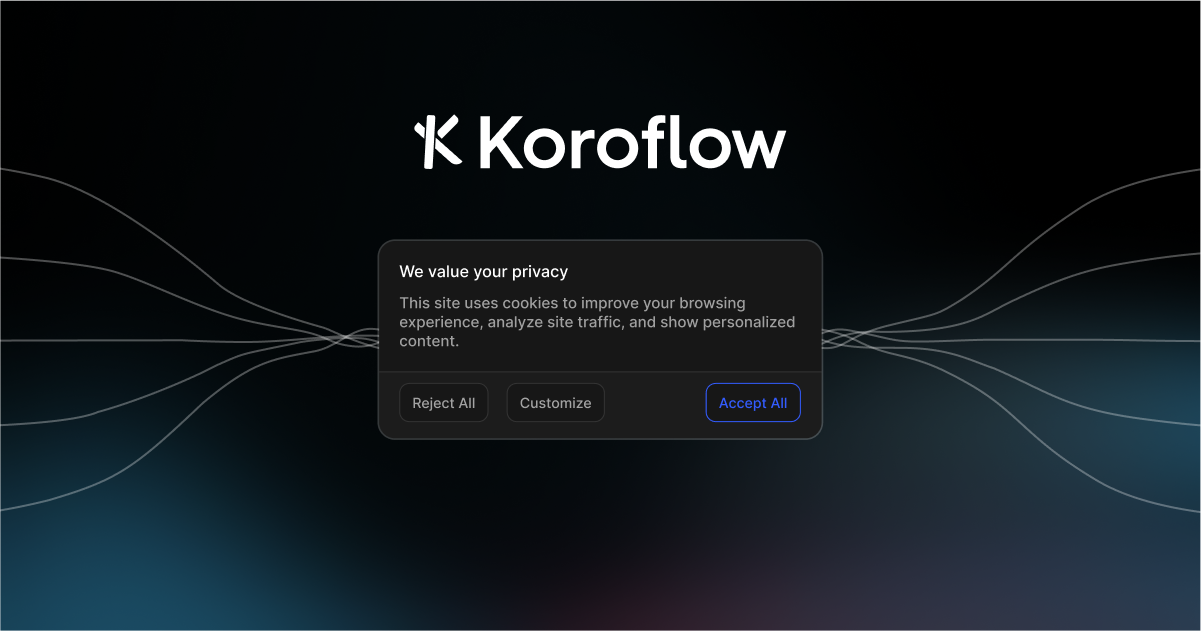 Koroflow
We value your privacy
This site uses cookies to improve your browsing
experience, analyze site traffic, and show personalized
content.
Reject All
Customize
Accept All